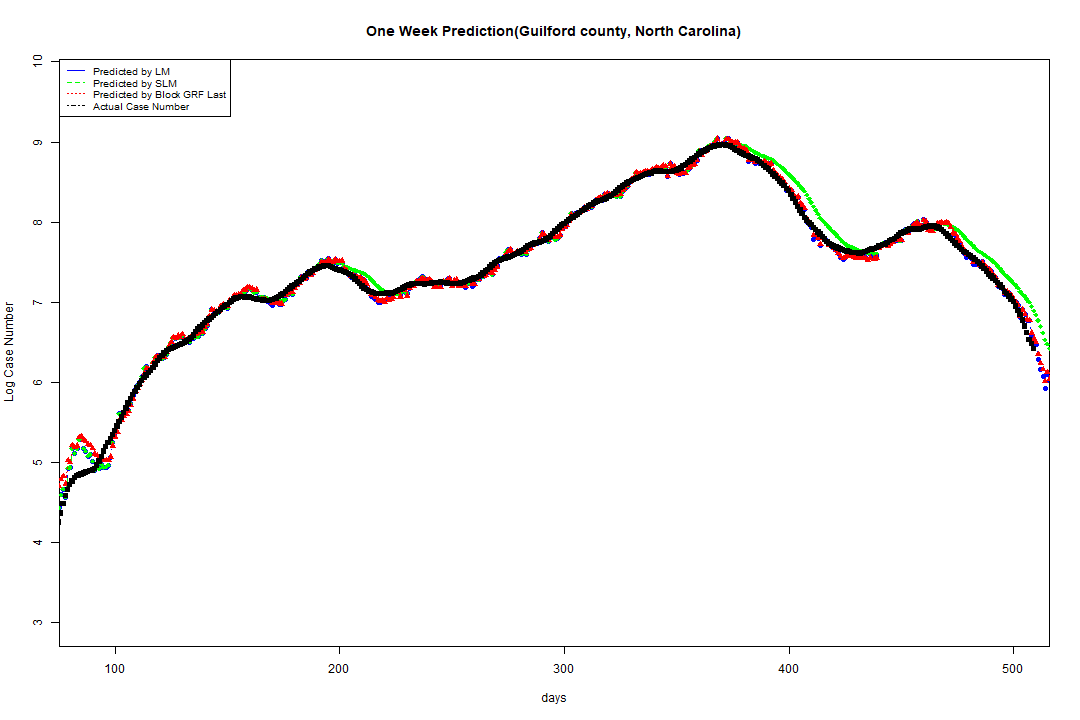 One Week Prediction(Guilford county, North Carolina)
Predicted by LM
Predicted by SLM
Predicted by Block GRF Last
Actual Case Number
Log Case Number
10
9
8
7
6
5
4
3
100 200 300 400 500
days